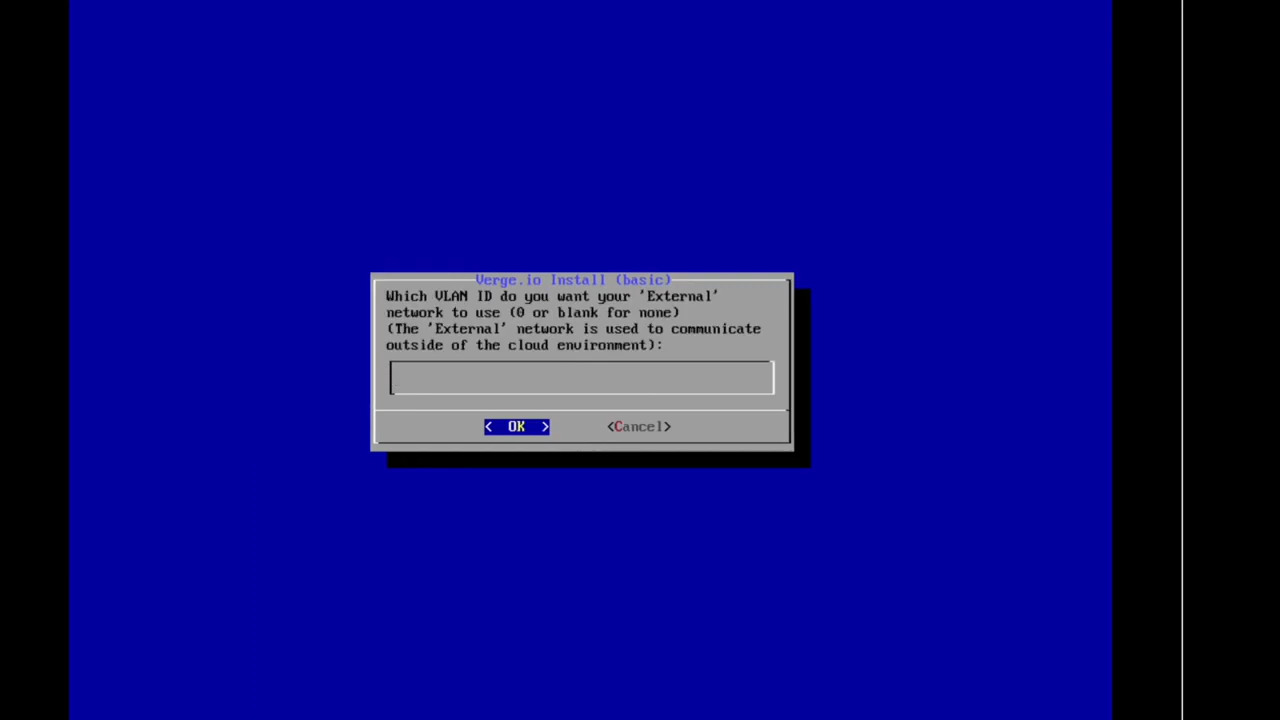 Verge.io Install (basic)
Which VLAN ID do you want your 'External'
network to use (0 or blank for none)
(The 'External' network is used to communicate
outside of the cloud environment):
< OK > <Cancel>